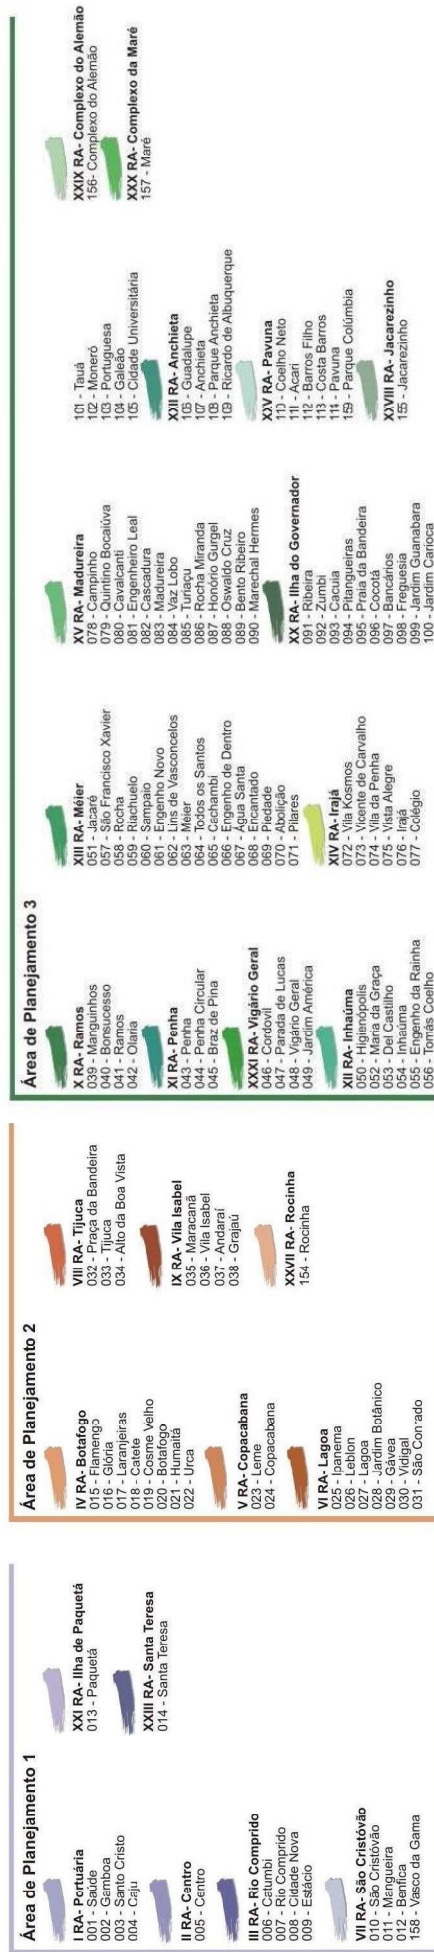 Área de Planejamento 1
I RA- Portuária
001 - Saúde
002 - Gamboa
003 - Santo Cristo
004 - Caju
II RA- Centro
005 - Centro
III RA- Rio Comprido
006 - Catumbi
007 - Rio Comprido
008 - Cidade Nova
009 - Estácio
VII RA- São Cristóvão
010 - São Cristóvão
011 - Mangueira
012 - Benfica
158 - Vasco da Gama
XXI RA- Ilha de Paquetá
013 - Paquetá
XXIII RA- Santa Teresa
014 - Santa Teresa
Área de Planejamento 2
IV RA- Botafogo
015 - Flamengo
016 - Glória
017 - Laranjeiras
018 - Catete
019 - Cosme Velho
020 - Botafogo
021 - Humaitá
022 - Urca
V RA- Copacabana
023 - Leme
024 - Copacabana
VI RA- Lagoa
025 - Ipanema
026 - Leblon
027 - Lagoa
028 - Jardim Botânico
029 - Gávea
030 - Vidigal
031 - São Conrado
VIII RA- Tijuca
032 - Praça da Bandeira
033 - Tijuca
034 - Alto da Boa Vista
IX RA- Vila Isabel
035 - Maracanã
036 - Vila Isabel
037 - Andaraí
038 - Grajaú
XXVII RA- Rocinha
154 - Rocinha
Área de Planejamento 3
X RA- Ramos
039 - Manguinhos
040 - Bonsucesso
041 - Ramos
042 - Olaria
XI RA- Penha
043 - Penha
044 - Penha Circular
045 - Braz de Pina
XXXI RA- Vigário Geral
046 - Cordovil
047 - Parada de Lucas
048 - Vigário Geral
049 - Jardim América
XII RA- Inhaúma
050 - Higienópolis
052 - Maria da Graça
053 - Del Castilho
054 - Inhaúma
055 - Engenho da Rainha
056 - Tomás Coelho
XIII RA- Méier
051 - Jacaré
057 - São Francisco Xavier
058 - Rocha
059 - Riachuelo
060 - Sampaio
061 - Engenho Novo
062 - Lins de Vasconcelos
063 - Méier
064 - Todos os Santos
065 - Cachambi
066 - Engenho de Dentro
067 - Água Santa
068 - Encantado
069 - Piedade
070 - Abolição
071 - Pilares
XIV RA- Irajá
072 - Vila Kosmos
073 - Vicente de Carvalho
074 - Vila da Penha
075 - Vista Alegre
076 - Irajá
077 - Colégio
XV RA- Madureira
078 - Campinho
079 - Quintino Bocaiúva
080 - Cavalcanti
081 - Engenheiro Leal
082 - Cascadura
083 - Madureira
084 - Vaz Lobo
085 - Turiaçu
086 - Rocha Miranda
087 - Honório Gurgel
088 - Oswaldo Cruz
089 - Bento Ribeiro
090 - Marechal Hermes
XX RA- Ilha do Governador
091 - Ribeira
092 - Zumbi
093 - Cacuia
094 - Pitangueiras
095 - Praia da Bandeira
096 - Cocotá
097 - Bancários
098 - Freguesia
099 - Jardim Guanabara
100 - Jardim Carioca
101 - Tauá
102 - Moneró
103 - Portuguesa
104 - Galeão
105 - Cidade Universitária
XXII RA- Anchieta
106 - Guadalupe
107 - Anchieta
108 - Parque Anchieta
109 - Ricardo de Albuquerque
XXV RA- Pavuna
110 - Coelho Neto
111 - Acari
112 - Barros Filho
113 - Costa Barros
114 - Pavuna
159 - Parque Colúmbia
XXVIII RA- Jacarezinho
155 - Jacarezinho
XXIX RA- Complexo do Alemão
156- Complexo do Alemão
XXX RA- Complexo da Maré
157 - Maré